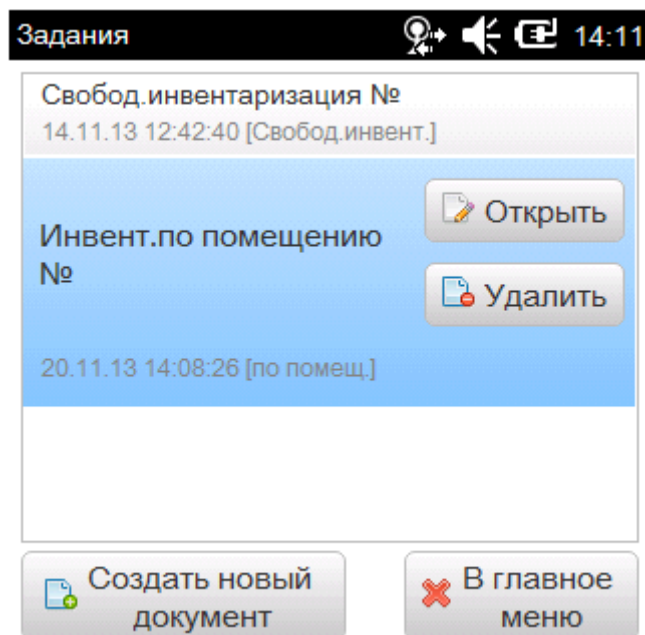 Задания 14:11
Свобод.инвентаризация №
14.11.13 12:42:40 [Свобод.инвент.]
Открыть
Инвент.по помещению
№
Удалить
20.11.13 14:08:26 [по помещ.]
Создать новый
документ
В главное
меню